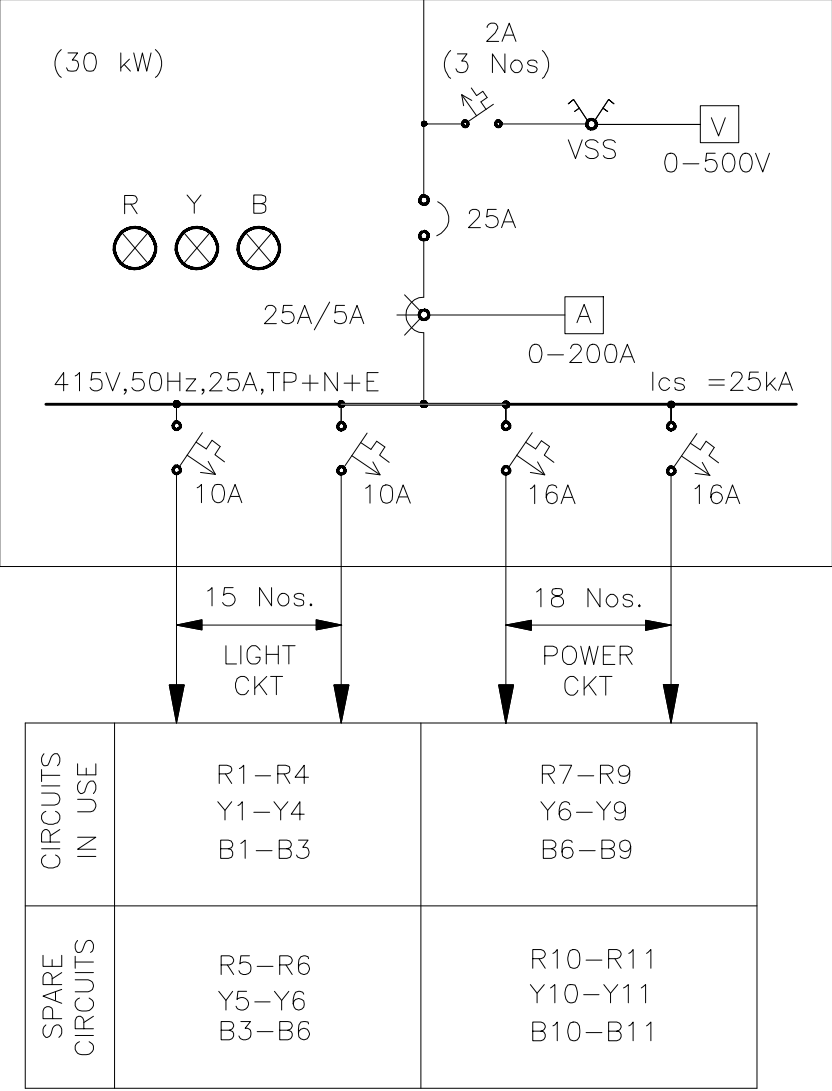 (30 kW)
2A
(3 Nos)
V
VSS
0-500V
R Y B
25A
25A/5A
A
0-200A
415V,50Hz,25A,TP+N+E
Ics =25kA
10A 10A 16A 16A
15 Nos.
LIGHT
CKT
18 Nos.
POWER
CKT
CIRCUITS
IN USE
R1-R4
Y1-Y4
B1-B3
R7-R9
Y6-Y9
B6-B9
SPARE
CIRCUITS
R5-R6
Y5-Y6
B3-B6
R10-R11
Y10-Y11
B10-B11